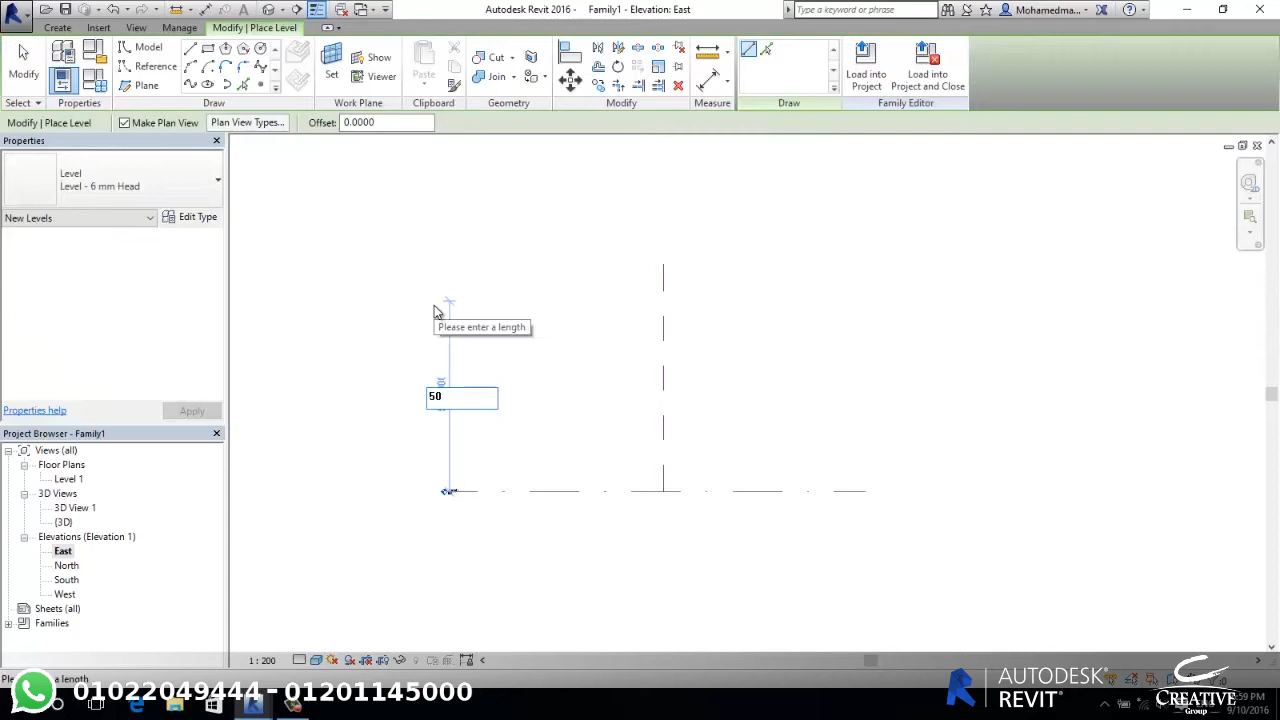 Autodesk Revit 2016 -    Family1 - Elevation: East
Type a keyword or phrase
Mohamedma...
Create
Insert
View
Manage
Modify | Place Level
Modify
Model
Reference
Plane
Set
Show
Viewer
Paste
Cut
Join
Load into
Project
Load into
Project and Close
Select
Properties
Draw
Work Plane
Clipboard
Geometry
Modify
Measure
Draw
Family Editor
Modify | Place Level
Make Plan View
Plan View Types...
Offset:
0.0000
Properties
Level
Level - 6 mm Head
New Levels
Edit Type
Please enter a length
50
Properties help
Apply
Project Browser - Family1
Views (all)
Floor Plans
Level 1
3D Views
3D View 1
{3D}
Elevations (Elevation 1)
East
North
South
West
Sheets (all)
Families
1 : 200
01022049444 - 01201145000
AUTODESK®
REVIT®
CREATIVE
Group
9/10/2016